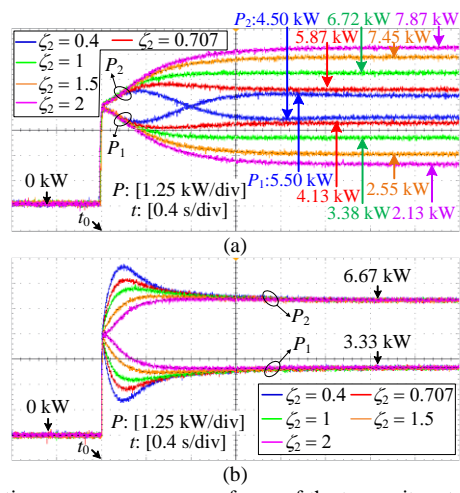 ζ₂ = 0.4 ζ₂ = 0.707
ζ₂ = 1
ζ₂ = 1.5
ζ₂ = 2
P₂:4.50 kW 6.72 kW 7.87 kW
5.87 kW 7.45 kW
P₂
P₁
0 kW
t₀
P: [1.25 kW/div]
t: [0.4 s/div]
P₁:5.50 kW
4.13 kW
3.38 kW
2.55 kW
2.13 kW
(a)
6.67 kW
P₂
P₁
3.33 kW
0 kW
t₀
P: [1.25 kW/div]
t: [0.4 s/div]
ζ₂ = 0.4 ζ₂ = 0.707
ζ₂ = 1 ζ₂ = 1.5
ζ₂ = 2
(b)